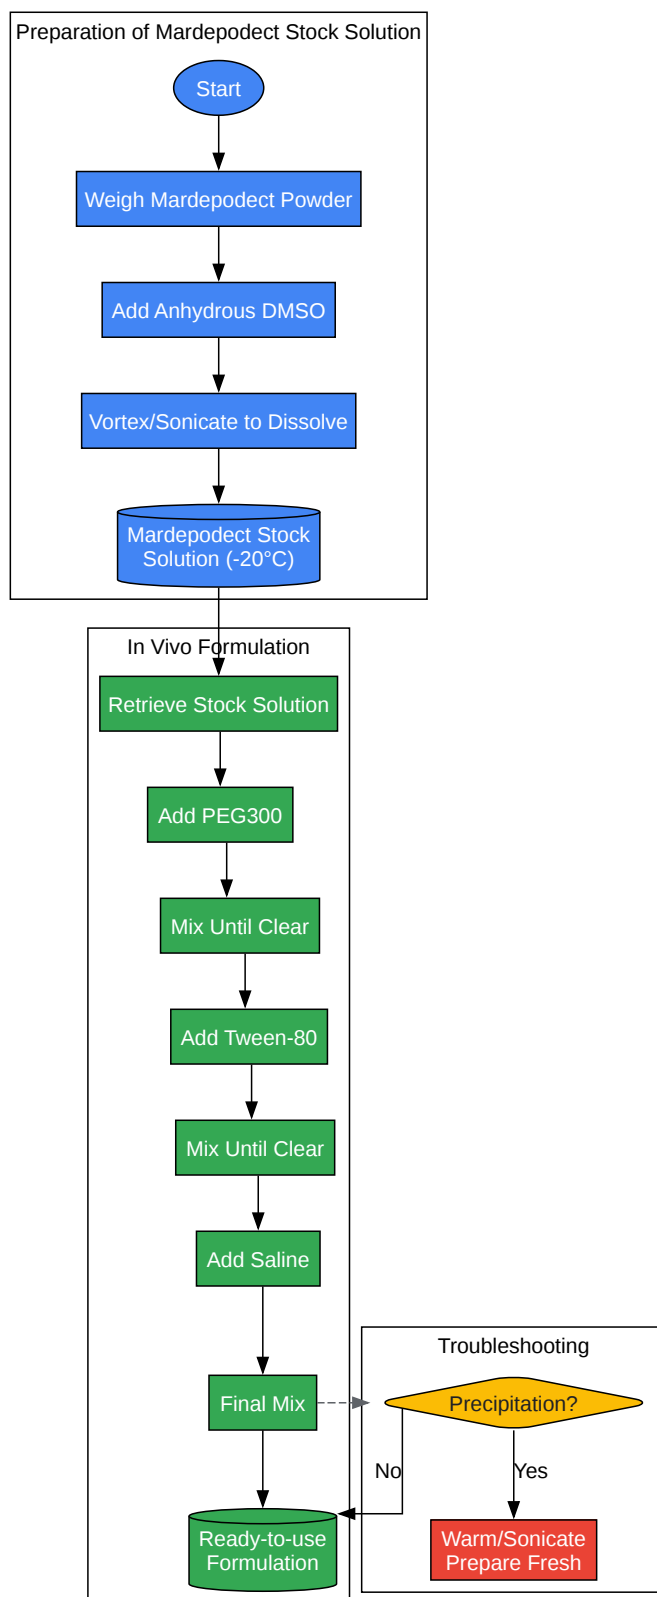 Preparation of Mardepodect Stock Solution
Start
Weigh Mardepodect Powder
Add Anhydrous DMSO
Vortex/Sonicate to Dissolve
Mardepodect Stock
Solution (-20°C)
In Vivo Formulation
Retrieve Stock Solution
Add PEG300
Mix Until Clear
Add Tween-80
Mix Until Clear
Add Saline
Troubleshooting
Final Mix
Precipitation?
No
Yes
Ready-to-use
Formulation
Warm/Sonicate
Prepare Fresh